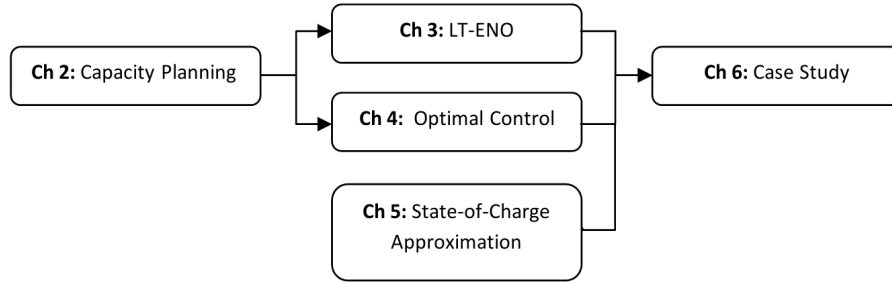 Ch 3: LT-ENO
Ch 2: Capacity Planning
Ch 6: Case Study
Ch 4: Optimal Control
Ch 5: State-of-Charge
Approximation